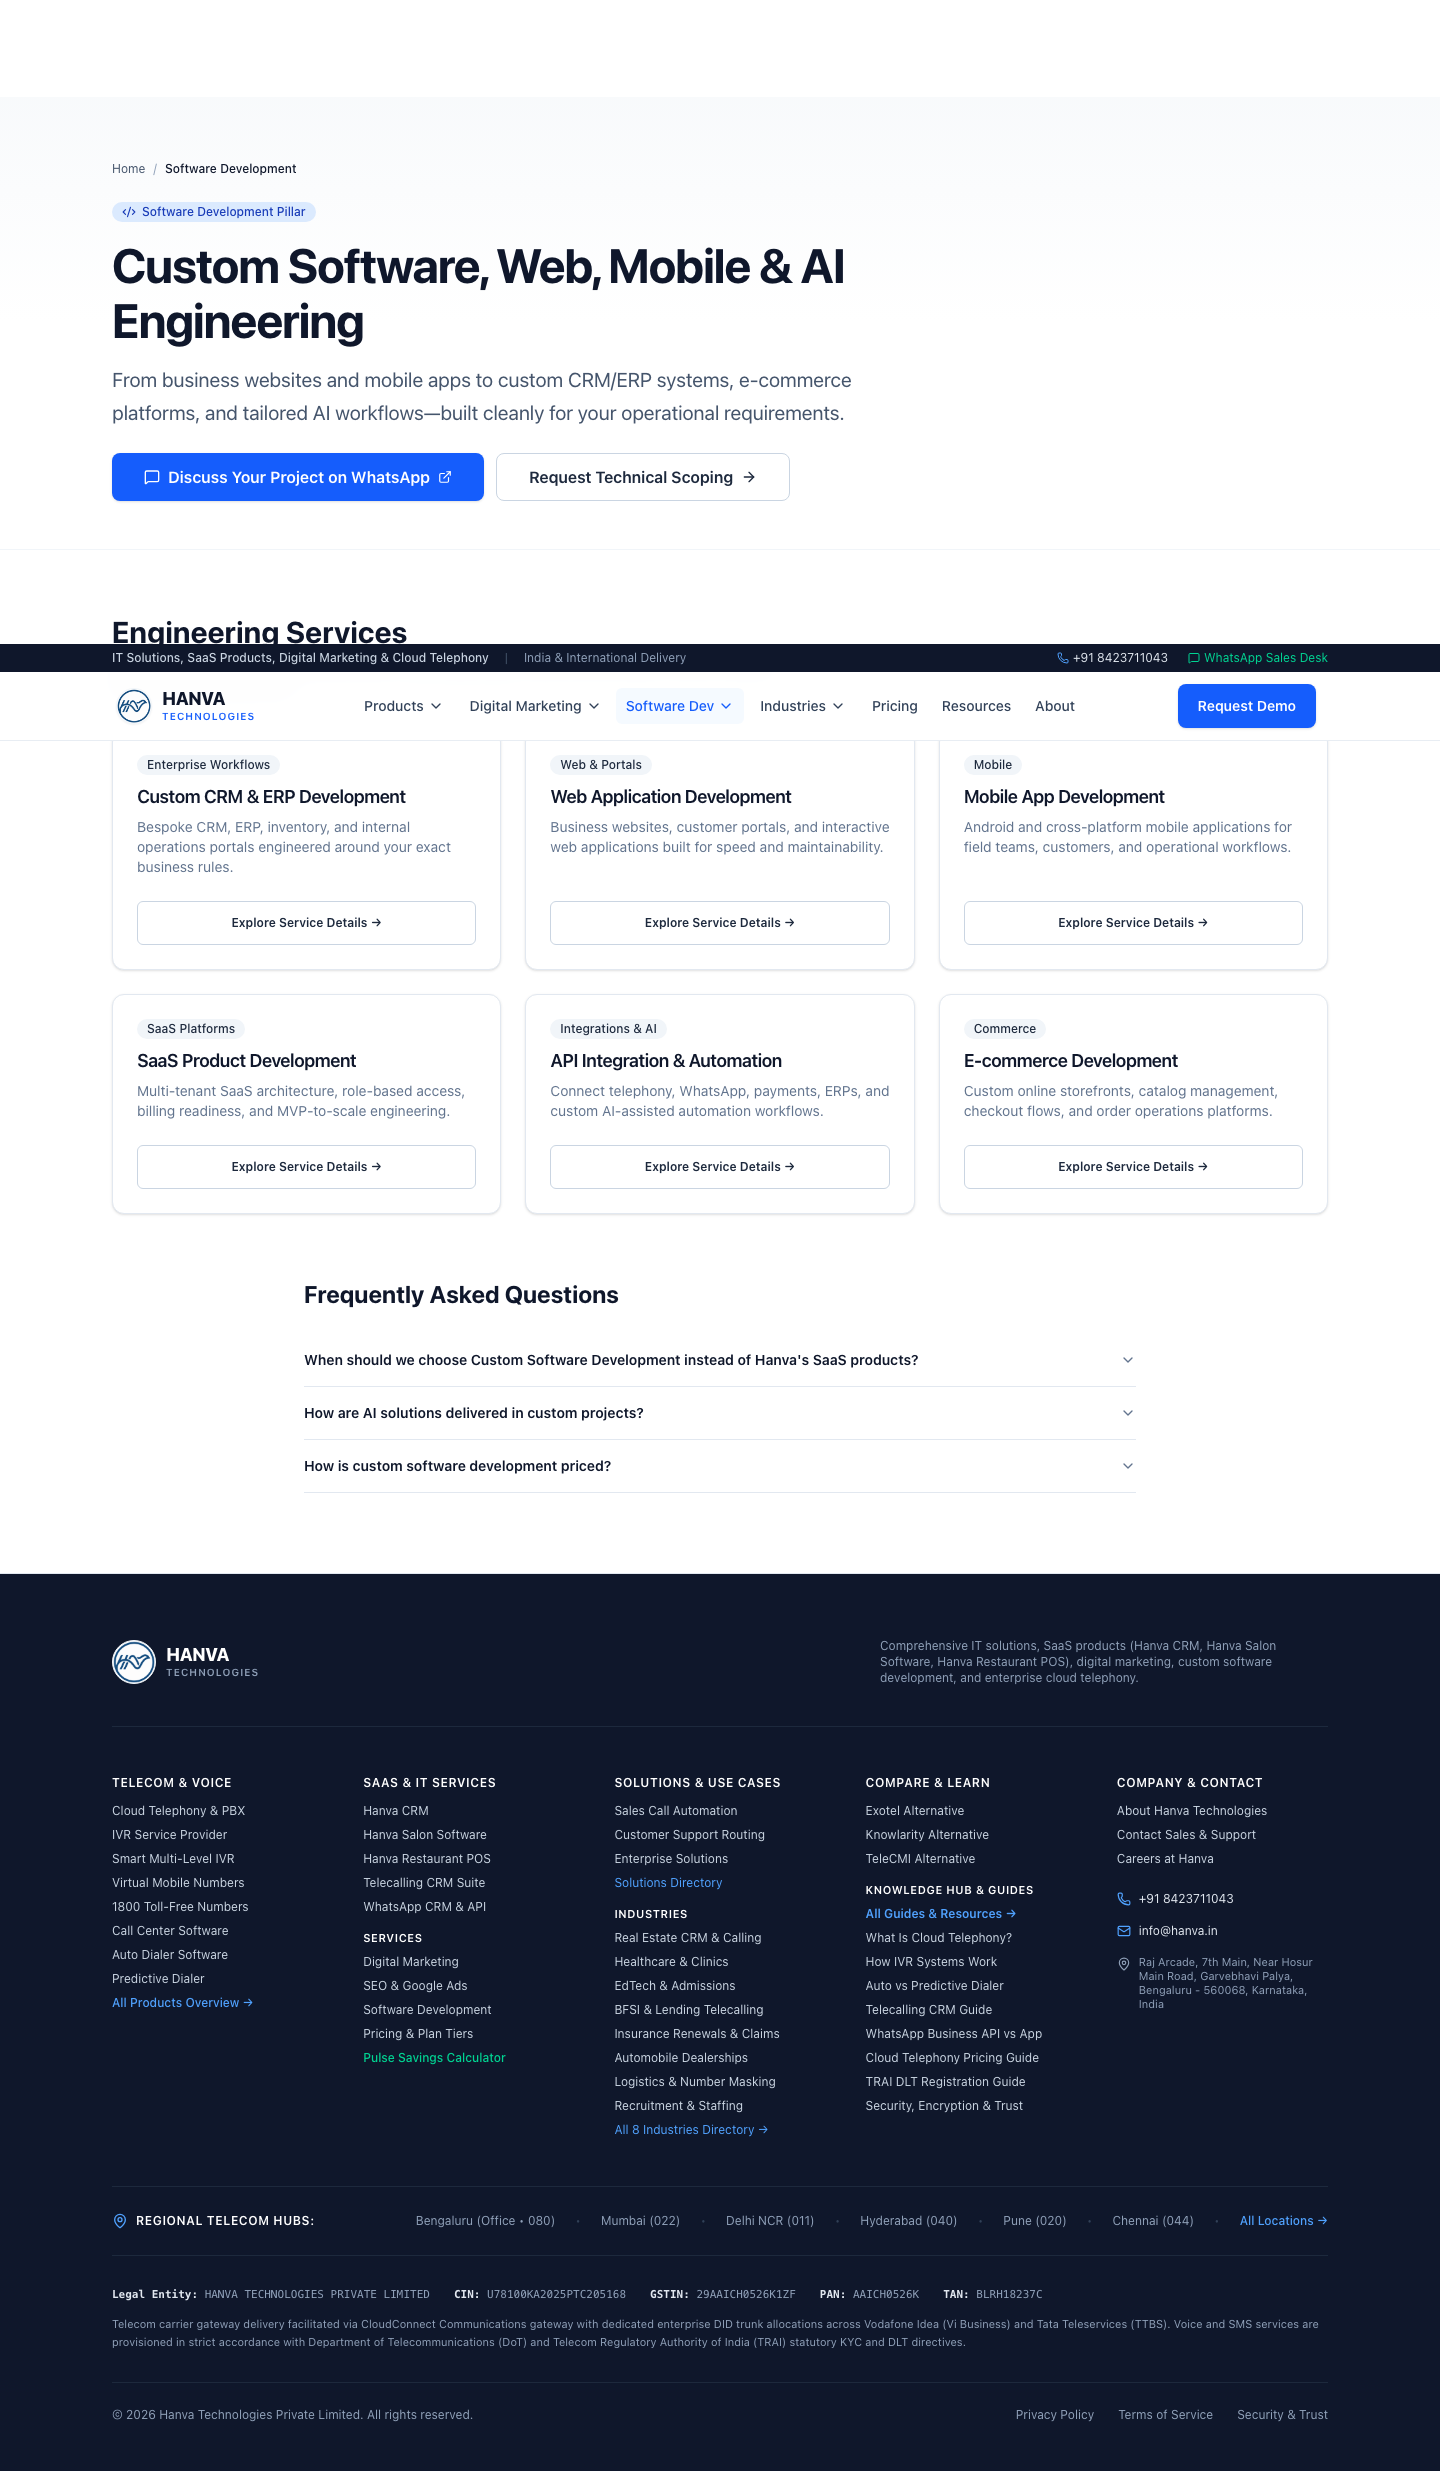 Home / Software Development
Software Development Pillar
Custom Software, Web, Mobile & AI
Engineering
From business websites and mobile apps to custom CRM/ERP systems, e-commerce
platforms, and tailored AI workflows—built cleanly for your operational requirements.
Discuss Your Project on WhatsApp
Request Technical Scoping →
Engineering Services
IT Solutions, SaaS Products, Digital Marketing & Cloud Telephony | India & International Delivery
+91 8423711043
WhatsApp Sales Desk
HANVA
TECHNOLOGIES
Products
Digital Marketing
Software Dev
Industries
Pricing
Resources
About
Request Demo
Enterprise Workflows
Custom CRM & ERP Development
Bespoke CRM, ERP, inventory, and internal
operations portals engineered around your exact
business rules.
Explore Service Details →
Web & Portals
Web Application Development
Business websites, customer portals, and interactive
web applications built for speed and maintainability.
Explore Service Details →
Mobile
Mobile App Development
Android and cross-platform mobile applications for
field teams, customers, and operational workflows.
Explore Service Details →
SaaS Platforms
SaaS Product Development
Multi-tenant SaaS architecture, role-based access,
billing readiness, and MVP-to-scale engineering.
Explore Service Details →
Integrations & AI
API Integration & Automation
Connect telephony, WhatsApp, payments, ERPs, and
custom AI-assisted automation workflows.
Explore Service Details →
Commerce
E-commerce Development
Custom online storefronts, catalog management,
checkout flows, and order operations platforms.
Explore Service Details →
Frequently Asked Questions
When should we choose Custom Software Development instead of Hanva's SaaS products?
How are AI solutions delivered in custom projects?
How is custom software development priced?
HANVA
TECHNOLOGIES
Comprehensive IT solutions, SaaS products (Hanva CRM, Hanva Salon
Software, Hanva Restaurant POS), digital marketing, custom software
development, and enterprise cloud telephony.
TELECOM & VOICE
Cloud Telephony & PBX
IVR Service Provider
Smart Multi-Level IVR
Virtual Mobile Numbers
1800 Toll-Free Numbers
Call Center Software
Auto Dialer Software
Predictive Dialer
All Products Overview →
SAAS & IT SERVICES
Hanva CRM
Hanva Salon Software
Hanva Restaurant POS
Telecalling CRM Suite
WhatsApp CRM & API
SERVICES
Digital Marketing
SEO & Google Ads
Software Development
Pricing & Plan Tiers
Pulse Savings Calculator
SOLUTIONS & USE CASES
Sales Call Automation
Customer Support Routing
Enterprise Solutions
Solutions Directory
INDUSTRIES
Real Estate CRM & Calling
Healthcare & Clinics
EdTech & Admissions
BFSI & Lending Telecalling
Insurance Renewals & Claims
Automobile Dealerships
Logistics & Number Masking
Recruitment & Staffing
All 8 Industries Directory →
COMPARE & LEARN
Exotel Alternative
Knowlarity Alternative
TeleCMI Alternative
KNOWLEDGE HUB & GUIDES
All Guides & Resources →
What Is Cloud Telephony?
How IVR Systems Work
Auto vs Predictive Dialer
Telecalling CRM Guide
WhatsApp Business API vs App
Cloud Telephony Pricing Guide
TRAI DLT Registration Guide
Security, Encryption & Trust
COMPANY & CONTACT
About Hanva Technologies
Contact Sales & Support
Careers at Hanva
+91 8423711043
info@hanva.in
Raj Arcade, 7th Main, Near Hosur
Main Road, Garvebhavi Palya,
Bengaluru - 560068, Karnataka,
India
REGIONAL TELECOM HUBS:
Bengaluru (Office • 080) • Mumbai (022) • Delhi NCR (011) • Hyderabad (040) • Pune (020) • Chennai (044) • All Locations →
Legal Entity: HANVA TECHNOLOGIES PRIVATE LIMITED CIN: U78100KA2025PTC205168 GSTIN: 29AAICH0526K1ZF PAN: AAICH0526K TAN: BLRH18237C
Telecom carrier gateway delivery facilitated via CloudConnect Communications gateway with dedicated enterprise DID trunk allocations across Vodafone Idea (Vi Business) and Tata Teleservices (TTBS). Voice and SMS services are
provisioned in strict accordance with Department of Telecommunications (DoT) and Telecom Regulatory Authority of India (TRAI) statutory KYC and DLT directives.
© 2026 Hanva Technologies Private Limited. All rights reserved.
Privacy Policy
Terms of Service
Security & Trust